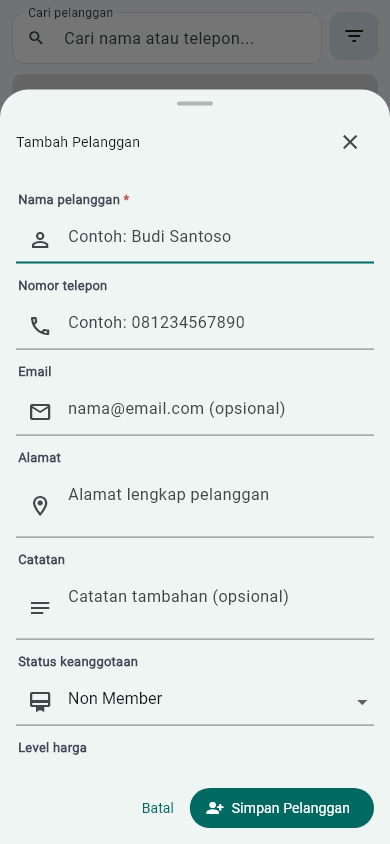 Cari pelanggan
Cari nama atau telepon...
Tambah Pelanggan
Nama pelanggan *
Contoh: Budi Santoso
Nomor telepon
Contoh: 081234567890
Email
nama@email.com (opsional)
Alamat
Alamat lengkap pelanggan
Catatan
Catatan tambahan (opsional)
Status keanggotaan
Non Member
Level harga
Batal
Simpan Pelanggan